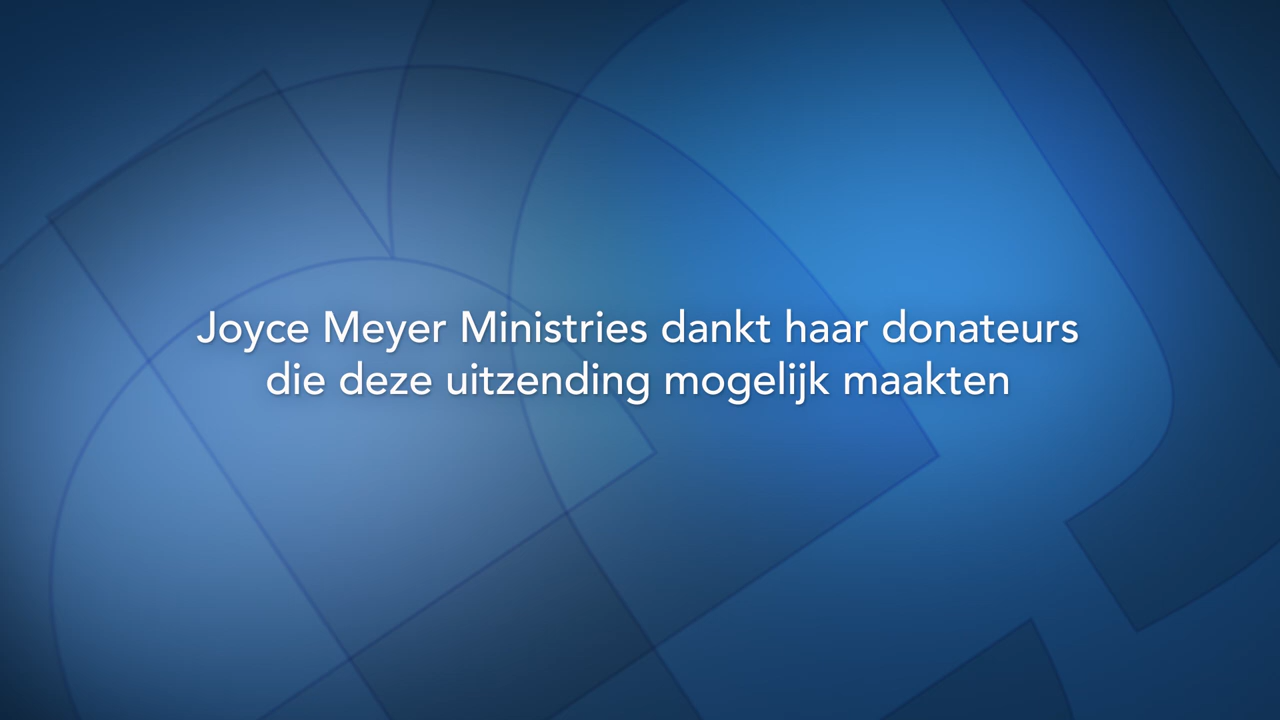 Joyce Meyer Ministries dankt haar donateurs
die deze uitzending mogelijk maakten